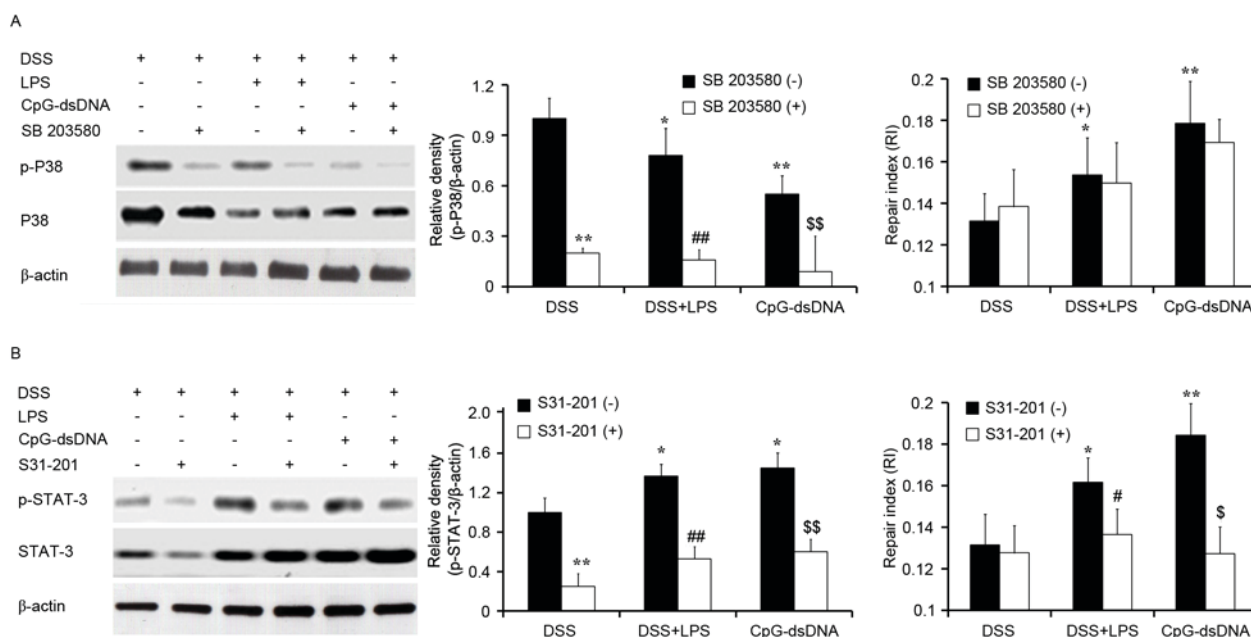 A
DSS + + + + + +
LPS - - + + - -
CpG-dsDNA - - - - + +
SB 203580 - + - + - +
p-P38
P38
β-actin
Relative density
(p-P38/β-actin)
1.2
0.9
0.6
0.3
0
SB 203580 (-)
SB 203580 (+)
*
**
**
##
$$
DSS DSS+LPS CpG-dsDNA
Repair index (RI)
0.2
0.18
0.16
0.14
0.12
0.1
SB 203580 (-)
SB 203580 (+)
*
**
DSS DSS+LPS CpG-dsDNA
B
DSS + + + + + +
LPS - - + + - -
CpG-dsDNA - - - - + +
S31-201 - + - + - +
p-STAT-3
STAT-3
β-actin
Relative density
(p-STAT-3/β-actin)
2.0
1.6
1.2
0.8
0.4
0
S31-201 (-)
S31-201 (+)
*
*
**
##
$$
DSS DSS+LPS CpG-dsDNA
Repair index (RI)
0.2
0.18
0.16
0.14
0.12
0.1
S31-201 (-)
S31-201 (+)
**
*
#
$
DSS DSS+LPS CpG-dsDNA